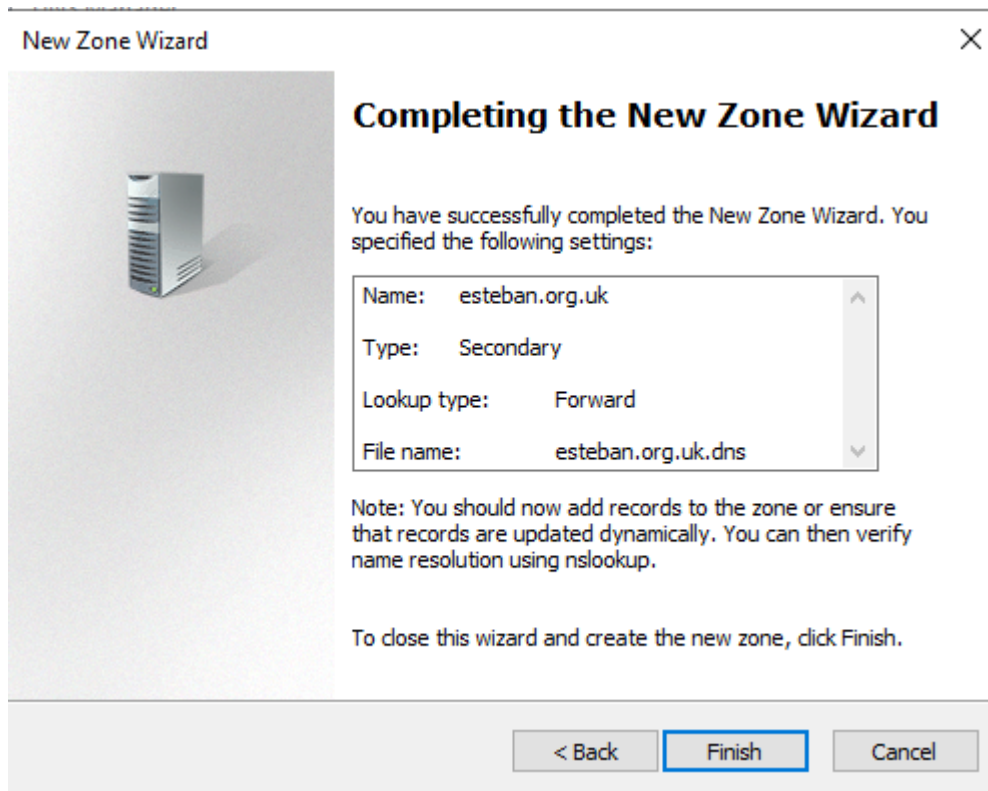 New Zone Wizard
Completing the New Zone Wizard
You have successfully completed the New Zone Wizard. You
specified the following settings:
Name: esteban.org.uk
Type: Secondary
Lookup type: Forward
File name: esteban.org.uk.dns
Note: You should now add records to the zone or ensure
that records are updated dynamically. You can then verify
name resolution using nslookup.
To close this wizard and create the new zone, click Finish.
< Back
Finish
Cancel